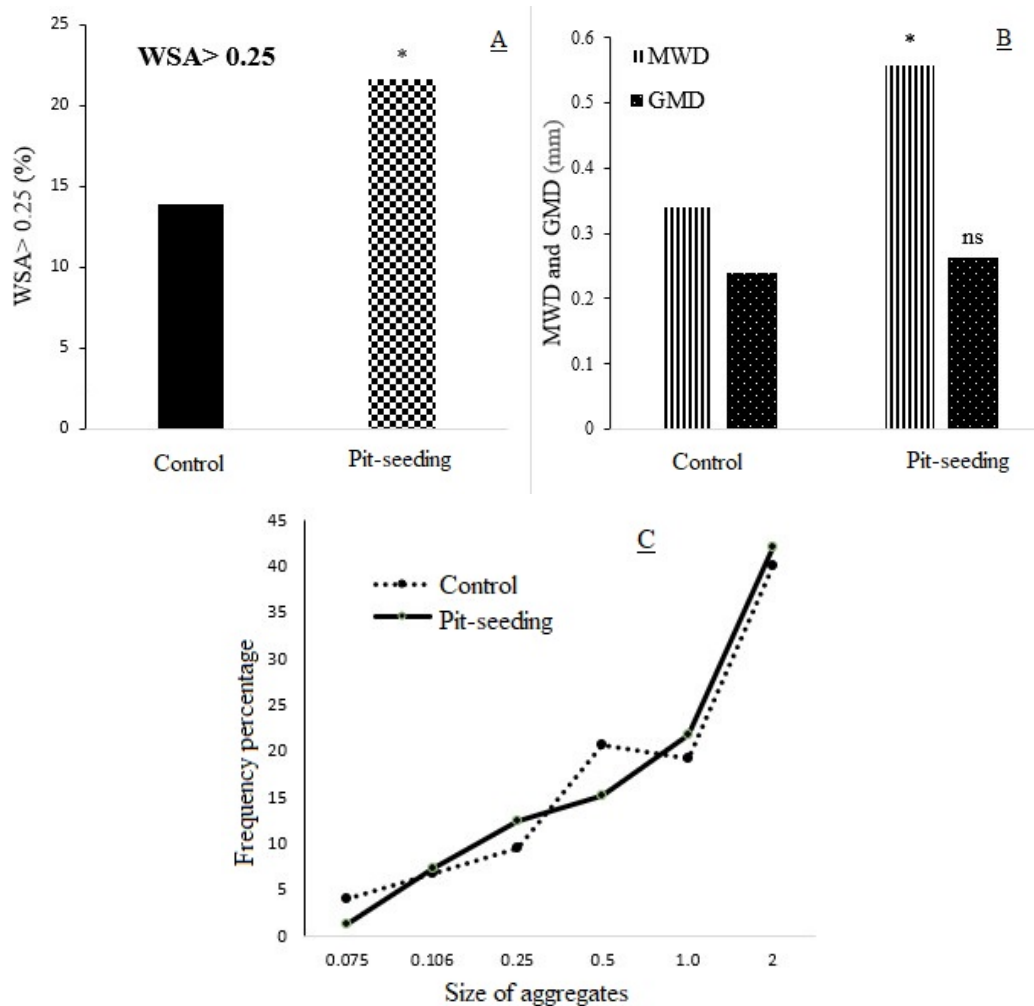 25
20
15
10
5
0
WSA> 0.25 (%)
WSA> 0.25
*
A
Control
Pit-seeding
0.6
0.5
0.4
0.3
0.2
0.1
0
MWD and GMD (mm)
MWD
GMD
*
ns
B
Control
Pit-seeding
45
40
35
30
25
20
15
10
5
0
Frequency percentage
C
Control
Pit-seeding
0.075 0.106 0.25 0.5 1.0 2
Size of aggregates